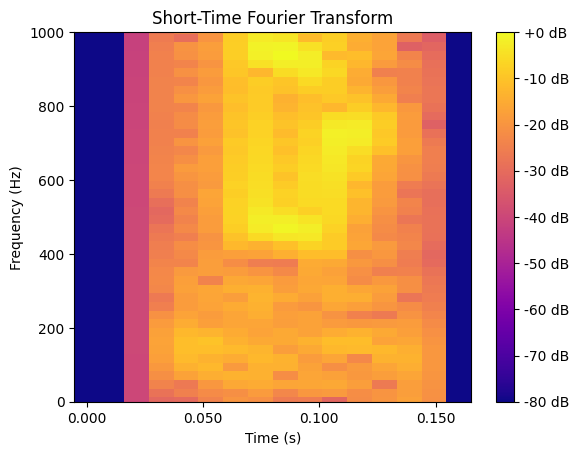 Short-Time Fourier Transform
Frequency (Hz)
1000
800
600
400
200
0
0.000
0.050
0.100
0.150
Time (s)
+0 dB
-10 dB
-20 dB
-30 dB
-40 dB
-50 dB
-60 dB
-70 dB
-80 dB